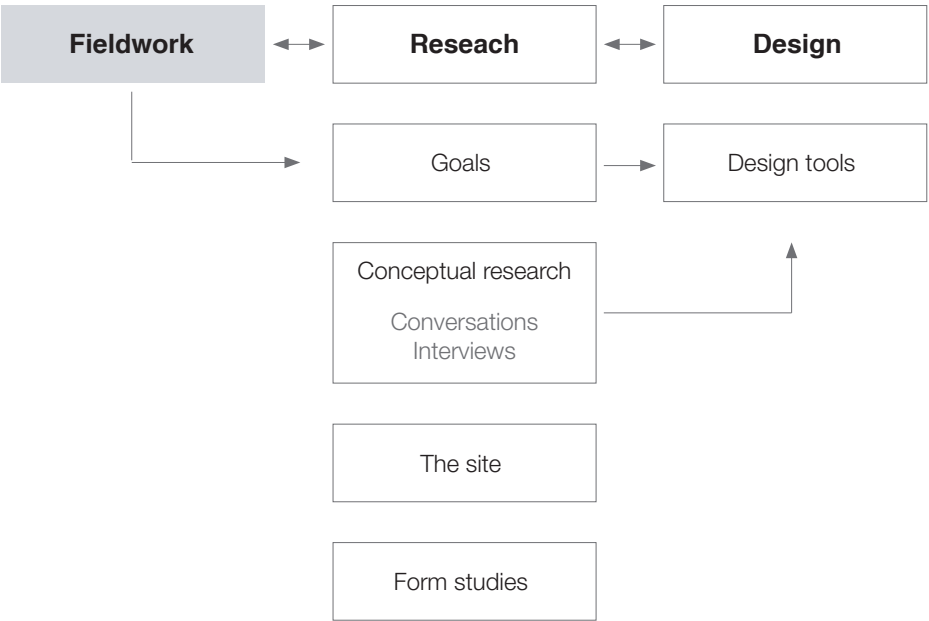 Fieldwork
Reseach
Design
Goals
Design tools
Conceptual research
Conversations
Interviews
The site
Form studies